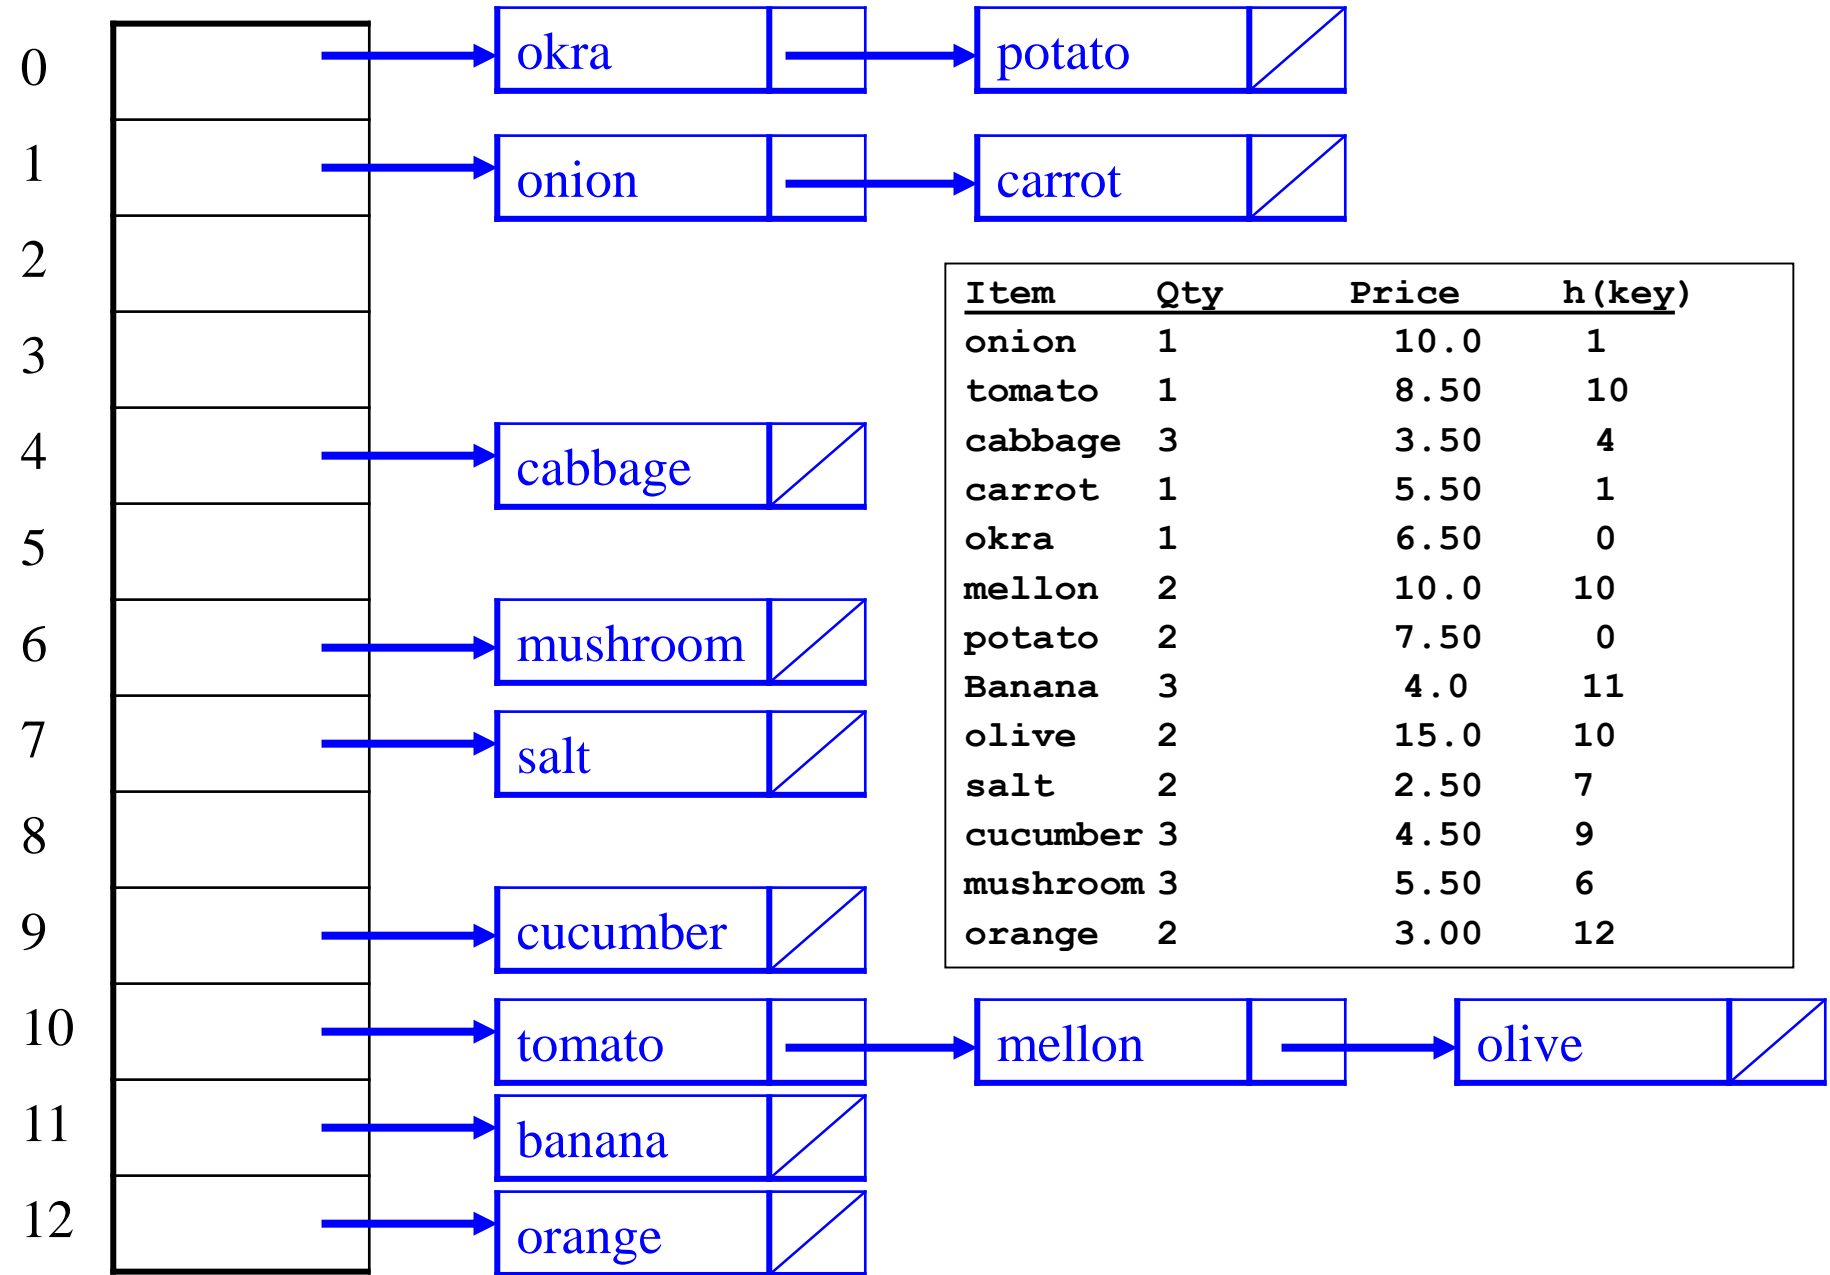 0 okra potato
1 onion carrot
2
3
4 cabbage
5
6 mushroom
7 salt
8
9 cucumber
10 tomato mellon olive
11 banana
12 orange
Item Qty Price h(key)
onion 1 10.0 1
tomato 1 8.50 10
cabbage 3 3.50 4
carrot 1 5.50 1
okra 1 6.50 0
mellon 2 10.0 10
potato 2 7.50 0
Banana 3 4.0 11
olive 2 15.0 10
salt 2 2.50 7
cucumber 3 4.50 9
mushroom 3 5.50 6
orange 2 3.00 12